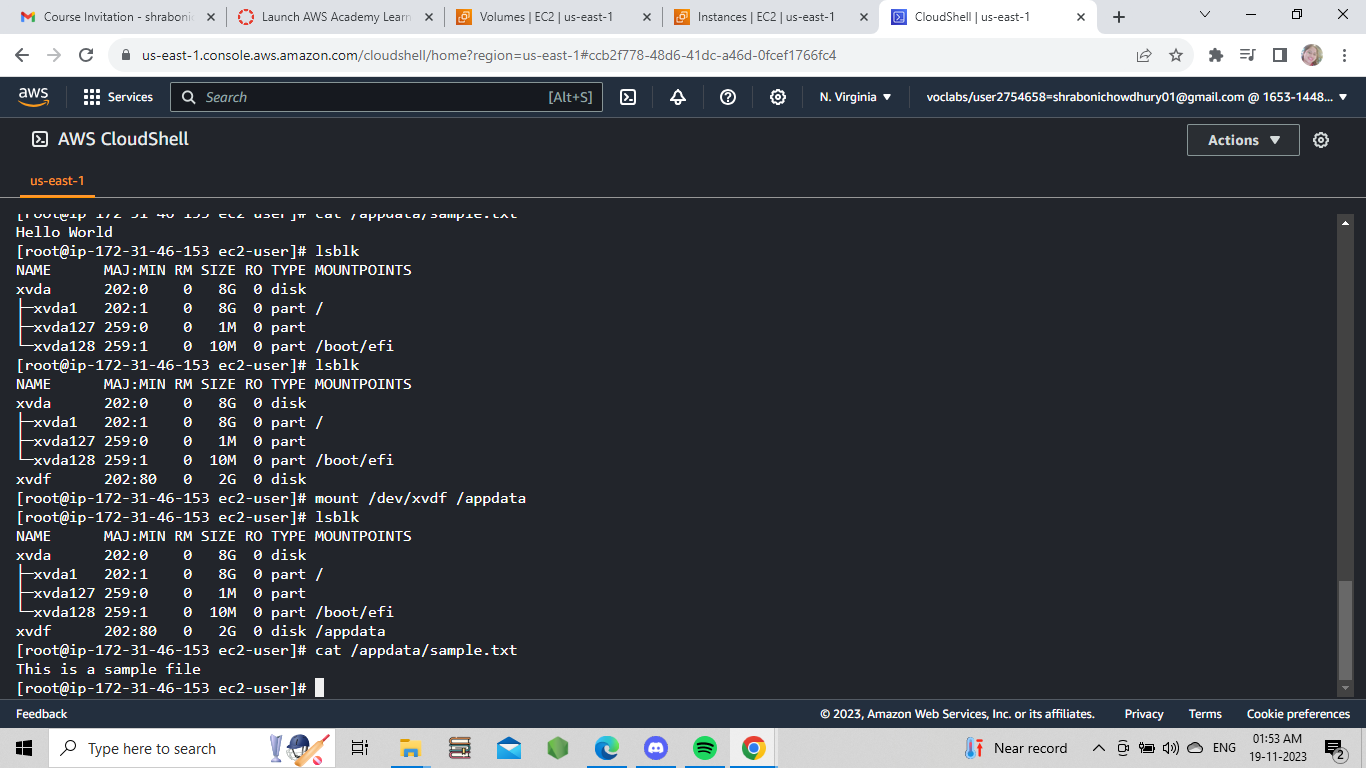 Course Invitation - shraboni
Launch AWS Academy Learn
Volumes | EC2 | us-east-1
Instances | EC2 | us-east-1
CloudShell | us-east-1
us-east-1.console.aws.amazon.com/cloudshell/home?region=us-east-1#ccb2f778-48d6-41dc-a46d-0fcef1766fc4
aws
Services
Search
[Alt+S]
N. Virginia
voclabs/user2754658=shrabonichowdhury01@gmail.com @ 1653-1448...
AWS CloudShell
Actions
us-east-1
[root@ip-172-31-46-153 ec2-user]# cat /appdata/sample.txt
Hello World
[root@ip-172-31-46-153 ec2-user]# lsblk
NAME      MAJ:MIN RM SIZE RO TYPE MOUNTPOINTS
xvda      202:0    0   8G  0 disk
├─xvda1   202:1    0   8G  0 part /
├─xvda127 259:0    0   1M  0 part
└─xvda128 259:1    0  10M  0 part /boot/efi
[root@ip-172-31-46-153 ec2-user]# lsblk
NAME      MAJ:MIN RM SIZE RO TYPE MOUNTPOINTS
xvda      202:0    0   8G  0 disk
├─xvda1   202:1    0   8G  0 part /
├─xvda127 259:0    0   1M  0 part
└─xvda128 259:1    0  10M  0 part /boot/efi
xvdf      202:80   0   2G  0 disk
[root@ip-172-31-46-153 ec2-user]# mount /dev/xvdf /appdata
[root@ip-172-31-46-153 ec2-user]# lsblk
NAME      MAJ:MIN RM SIZE RO TYPE MOUNTPOINTS
xvda      202:0    0   8G  0 disk
├─xvda1   202:1    0   8G  0 part /
├─xvda127 259:0    0   1M  0 part
└─xvda128 259:1    0  10M  0 part /boot/efi
xvdf      202:80   0   2G  0 disk /appdata
[root@ip-172-31-46-153 ec2-user]# cat /appdata/sample.txt
This is a sample file
[root@ip-172-31-46-153 ec2-user]#
Feedback
© 2023, Amazon Web Services, Inc. or its affiliates.
Privacy
Terms
Cookie preferences
Type here to search
Near record
ENG
01:53 AM
19-11-2023
2